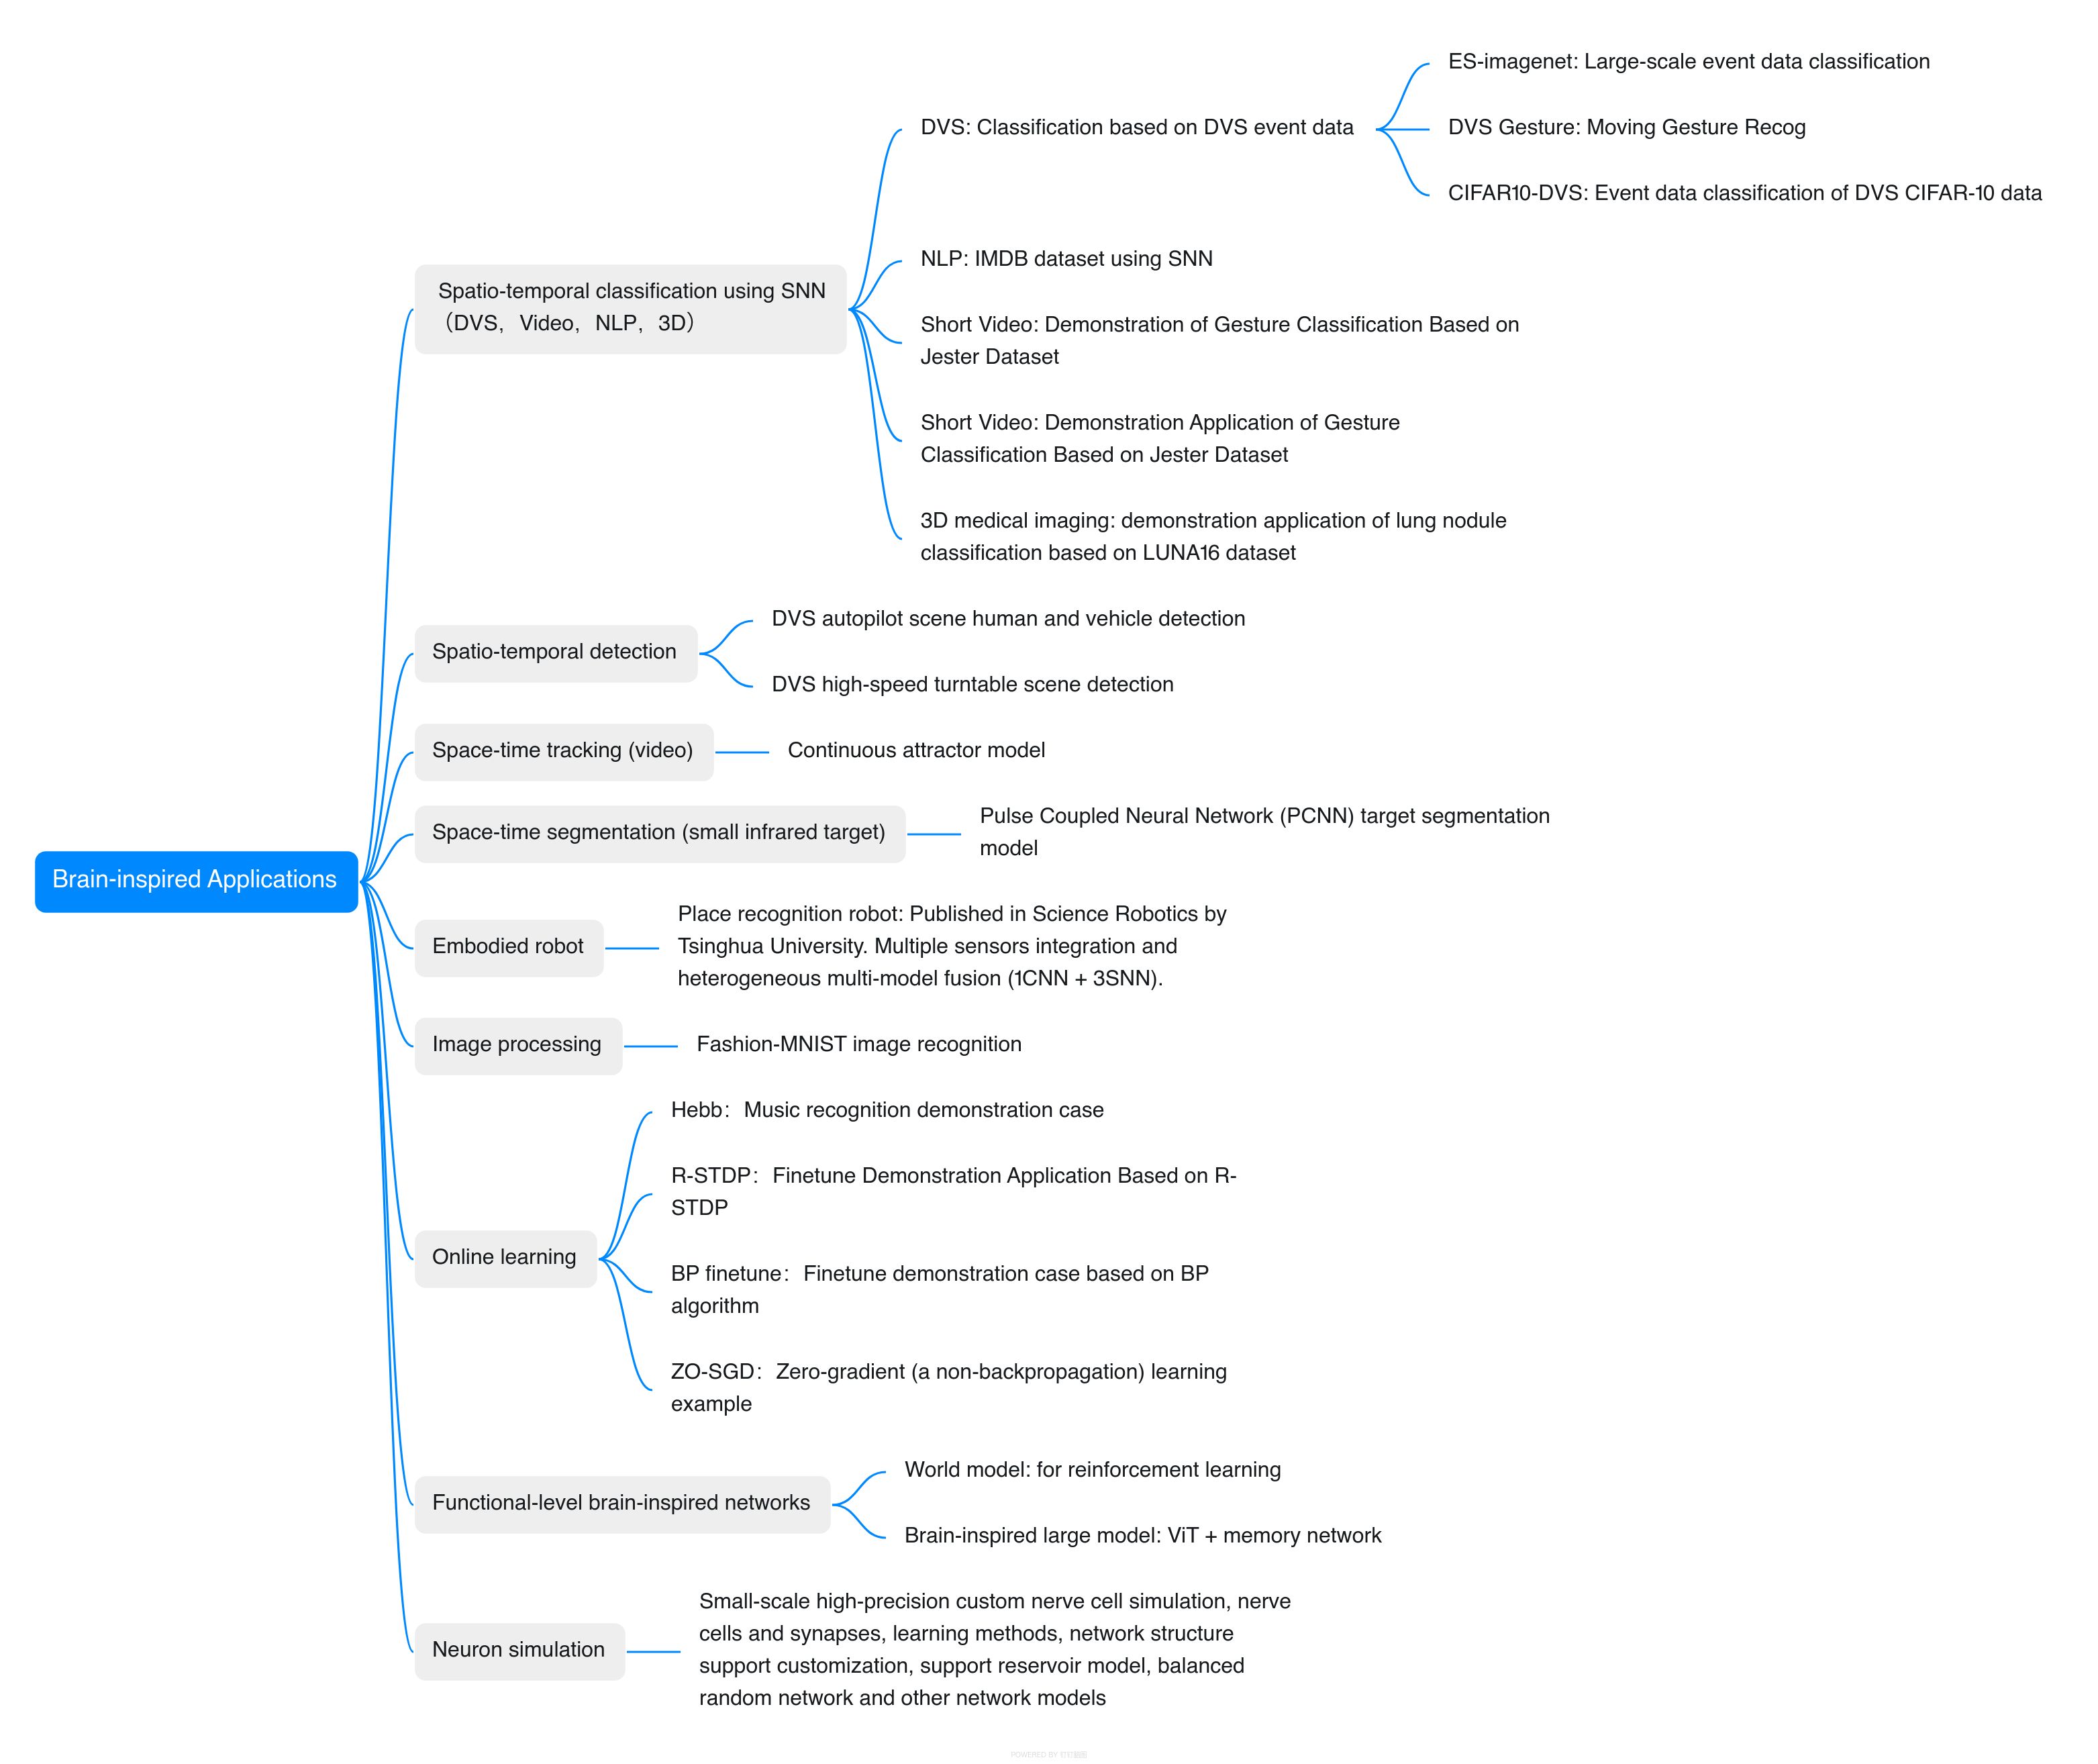 Brain-inspired Applications
Spatio-temporal classification using SNN
（DVS，Video，NLP，3D）
DVS: Classification based on DVS event data
ES-imagenet: Large-scale event data classification
DVS Gesture: Moving Gesture Recog
CIFAR10-DVS: Event data classification of DVS CIFAR-10 data
NLP: IMDB dataset using SNN
Short Video: Demonstration of Gesture Classification Based on
Jester Dataset
Short Video: Demonstration Application of Gesture
Classification Based on Jester Dataset
3D medical imaging: demonstration application of lung nodule
classification based on LUNA16 dataset
Spatio-temporal detection
DVS autopilot scene human and vehicle detection
DVS high-speed turntable scene detection
Space-time tracking (video)
Continuous attractor model
Space-time segmentation (small infrared target)
Pulse Coupled Neural Network (PCNN) target segmentation
model
Embodied robot
Place recognition robot: Published in Science Robotics by
Tsinghua University. Multiple sensors integration and
heterogeneous multi-model fusion (1CNN + 3SNN).
Image processing
Fashion-MNIST image recognition
Online learning
Hebb：Music recognition demonstration case
R-STDP：Finetune Demonstration Application Based on R-
STDP
BP finetune：Finetune demonstration case based on BP
algorithm
ZO-SGD：Zero-gradient (a non-backpropagation) learning
example
Functional-level brain-inspired networks
World model: for reinforcement learning
Brain-inspired large model: ViT + memory network
Neuron simulation
Small-scale high-precision custom nerve cell simulation, nerve
cells and synapses, learning methods, network structure
support customization, support reservoir model, balanced
random network and other network models
POWERED BY